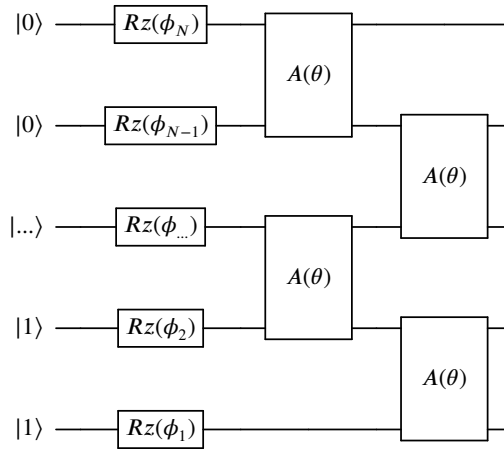 |0⟩ Rz(ϕ_N)
A(θ)
|0⟩ Rz(ϕ_{N−1})
A(θ)
|...⟩ Rz(ϕ_{...})
A(θ)
|1⟩ Rz(ϕ_2)
A(θ)
|1⟩ Rz(ϕ_1)